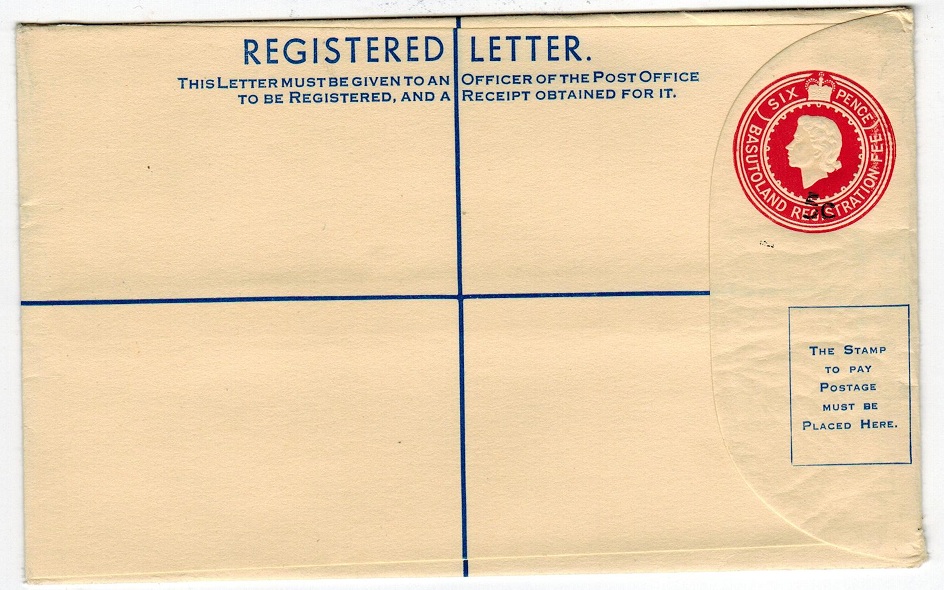 REGISTERED LETTER.
THIS LETTER MUST BE GIVEN TO AN OFFICER OF THE POST OFFICE
TO BE REGISTERED, AND A RECEIPT OBTAINED FOR IT.
SIX PENCE
BASUTOLAND REGISTRATION FEE
5C
THE STAMP
TO PAY
POSTAGE
MUST BE
PLACED HERE.